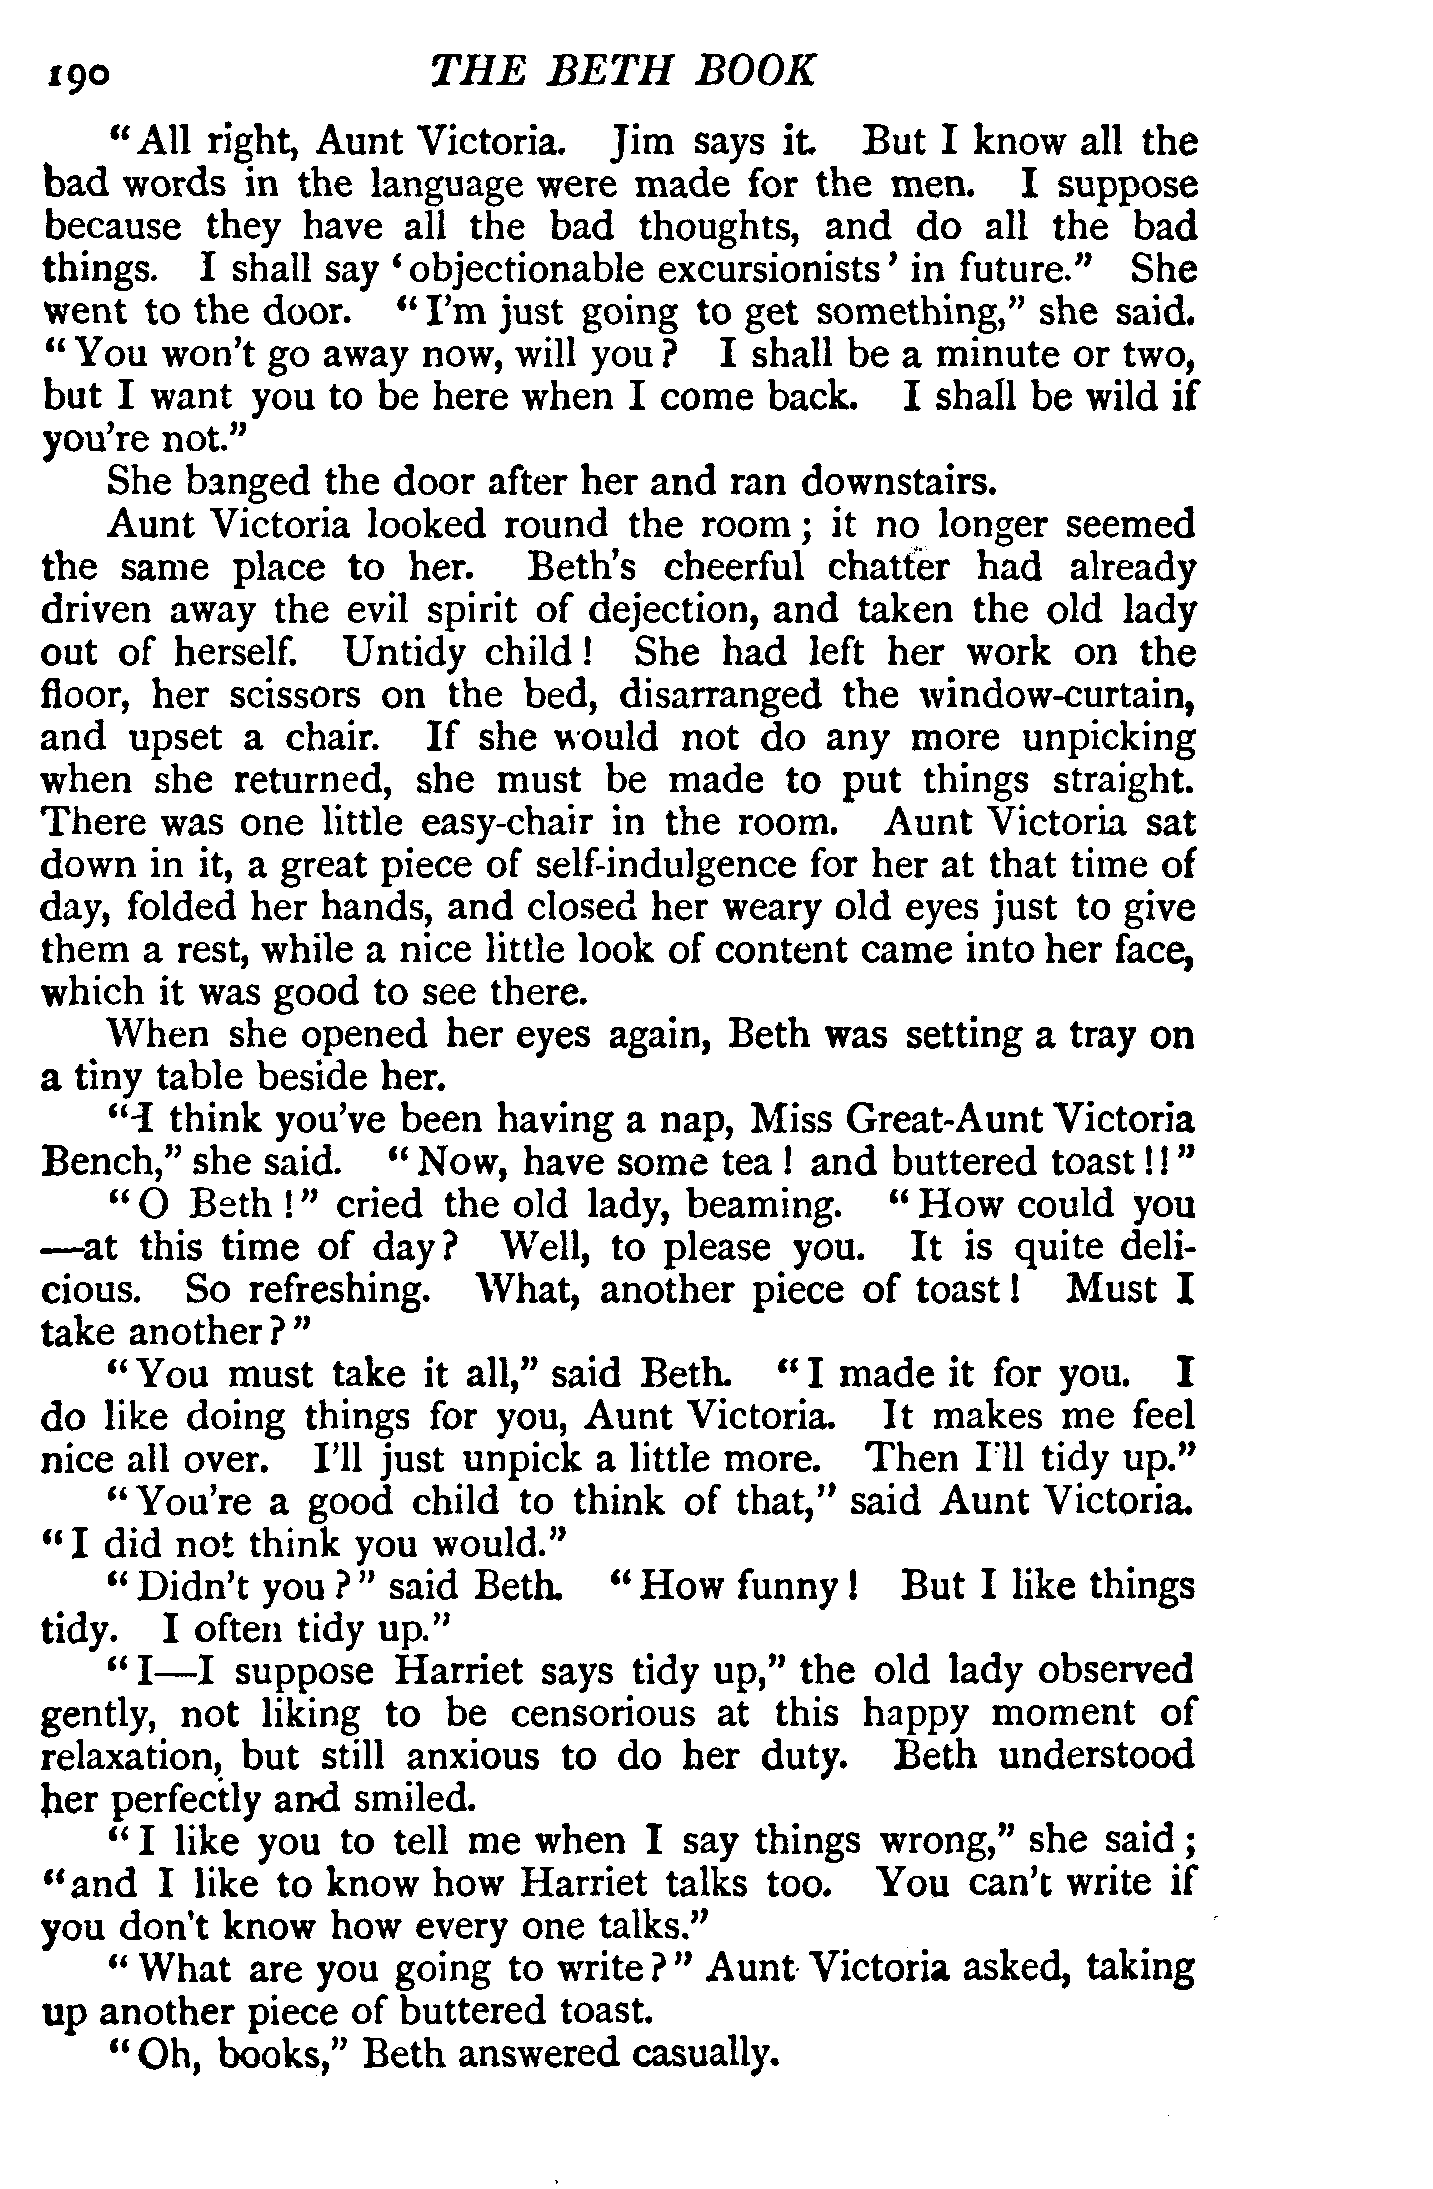 190 THE BETH BOOK
“All right, Aunt Victoria. Jim says it. But I know all the
bad words in the language were made for the men. I suppose
because they have all the bad thoughts, and do all the bad
things. I shall say ‘objectionable excursionists’ in future.” She
went to the door. “I'm just going to get something,” she said.
“You won't go away now, will you? I shall be a minute or two,
but I want you to be here when I come back. I shall be wild if
you're not.”
She banged the door after her and ran downstairs.
Aunt Victoria looked round the room; it no longer seemed
the same place to her. Beth's cheerful chatter had already
driven away the evil spirit of dejection, and taken the old lady
out of herself. Untidy child! She had left her work on the
floor, her scissors on the bed, disarranged the window-curtain,
and upset a chair. If she would not do any more unpicking
when she returned, she must be made to put things straight.
There was one little easy-chair in the room. Aunt Victoria sat
down in it, a great piece of self-indulgence for her at that time of
day, folded her hands, and closed her weary old eyes just to give
them a rest, while a nice little look of content came into her face,
which it was good to see there.
When she opened her eyes again, Beth was setting a tray on
a tiny table beside her.
“I think you've been having a nap, Miss Great-Aunt Victoria
Bench,” she said. “Now, have some tea! and buttered toast!!”
“O Beth!” cried the old lady, beaming. “How could you
—at this time of day? Well, to please you. It is quite deli-
cious. So refreshing. What, another piece of toast! Must I
take another?”
“You must take it all,” said Beth. “I made it for you. I
do like doing things for you, Aunt Victoria. It makes me feel
nice all over. I'll just unpick a little more. Then I'll tidy up.”
“You're a good child to think of that,” said Aunt Victoria.
“I did not think you would.”
“Didn't you?” said Beth. “How funny! But I like things
tidy. I often tidy up.”
“I—I suppose Harriet says tidy up,” the old lady observed
gently, not liking to be censorious at this happy moment of
relaxation, but still anxious to do her duty. Beth understood
her perfectly and smiled.
“I like you to tell me when I say things wrong,” she said;
“and I like to know how Harriet talks too. You can't write if
you don't know how every one talks.”
“What are you going to write?” Aunt Victoria asked, taking
up another piece of buttered toast.
“Oh, books,” Beth answered casually.